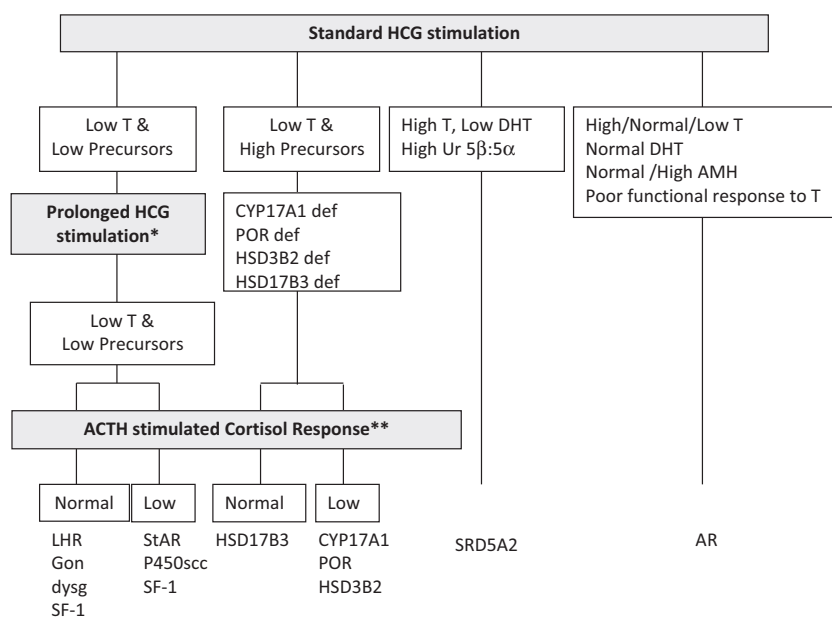 Standard HCG stimulation
Low T &
Low Precursors
Low T &
High Precursors
High T, Low DHT
High Ur 5β:5α
High/Normal/Low T
Normal DHT
Normal /High AMH
Poor functional response to T
Prolonged HCG
stimulation*
CYP17A1 def
POR def
HSD3B2 def
HSD17B3 def
Low T &
Low Precursors
ACTH stimulated Cortisol Response**
Normal
Low
Normal
Low
LHR
Gon
dysg
SF-1
StAR
P450scc
SF-1
HSD17B3
CYP17A1
POR
HSD3B2
SRD5A2
AR